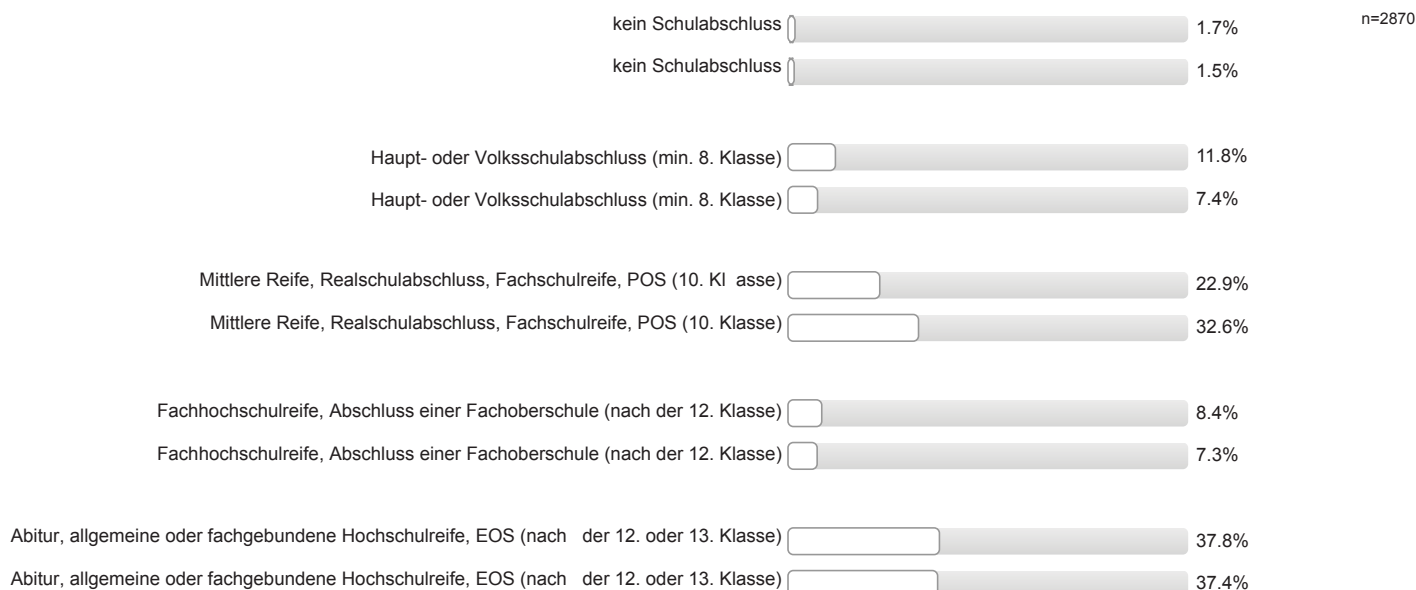 kein Schulabschluss 1.7% n=2870
kein Schulabschluss 1.5%
Haupt- oder Volksschulabschluss (min. 8. Klasse) 11.8%
Haupt- oder Volksschulabschluss (min. 8. Klasse) 7.4%
Mittlere Reife, Realschulabschluss, Fachschulreife, POS (10. Kl asse) 22.9%
Mittlere Reife, Realschulabschluss, Fachschulreife, POS (10. Klasse) 32.6%
Fachhochschulreife, Abschluss einer Fachoberschule (nach der 12. Klasse) 8.4%
Fachhochschulreife, Abschluss einer Fachoberschule (nach der 12. Klasse) 7.3%
Abitur, allgemeine oder fachgebundene Hochschulreife, EOS (nach der 12. oder 13. Klasse) 37.8%
Abitur, allgemeine oder fachgebundene Hochschulreife, EOS (nach der 12. oder 13. Klasse) 37.4%